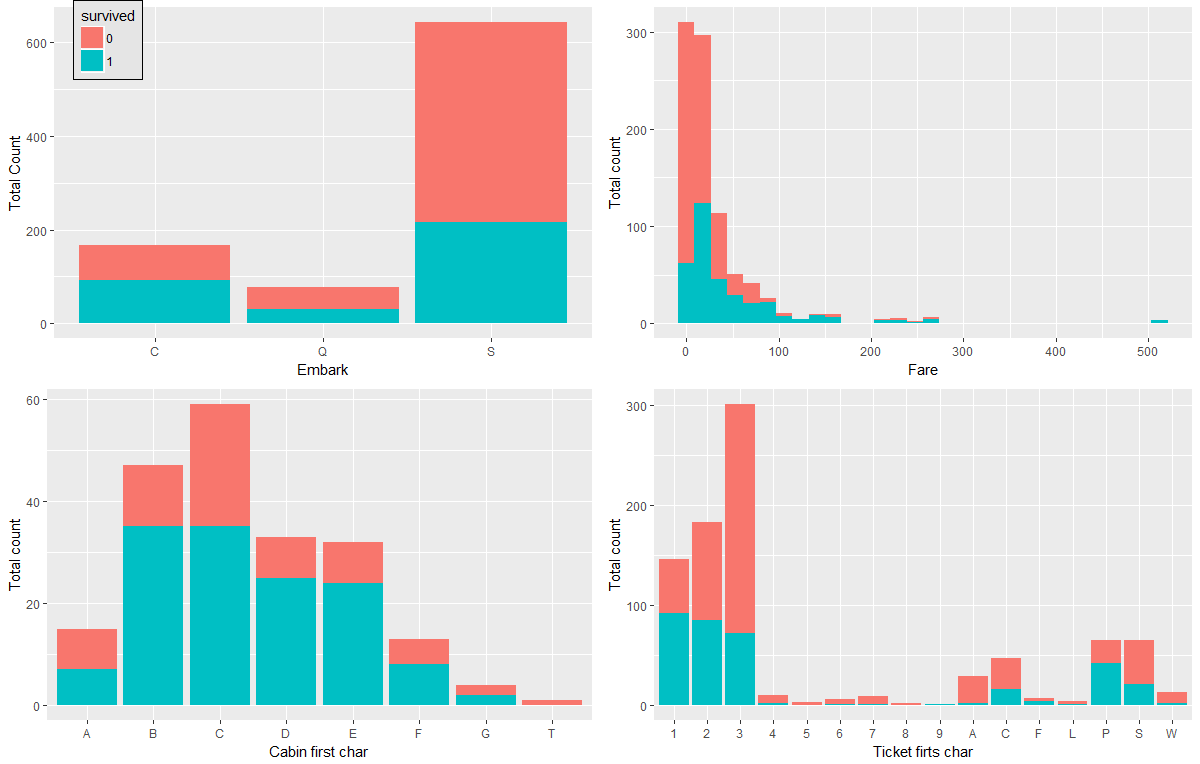 survived
0
1
Total Count
600
400
200
0
C Q S
Embark
Total count
300
200
100
0
0 100 200 300 400 500
Fare
Total count
60
40
20
0
A B C D E F G T
Cabin first char
Total count
300
200
100
0
1 2 3 4 5 6 7 8 9 A C F L P S W
Ticket firts char